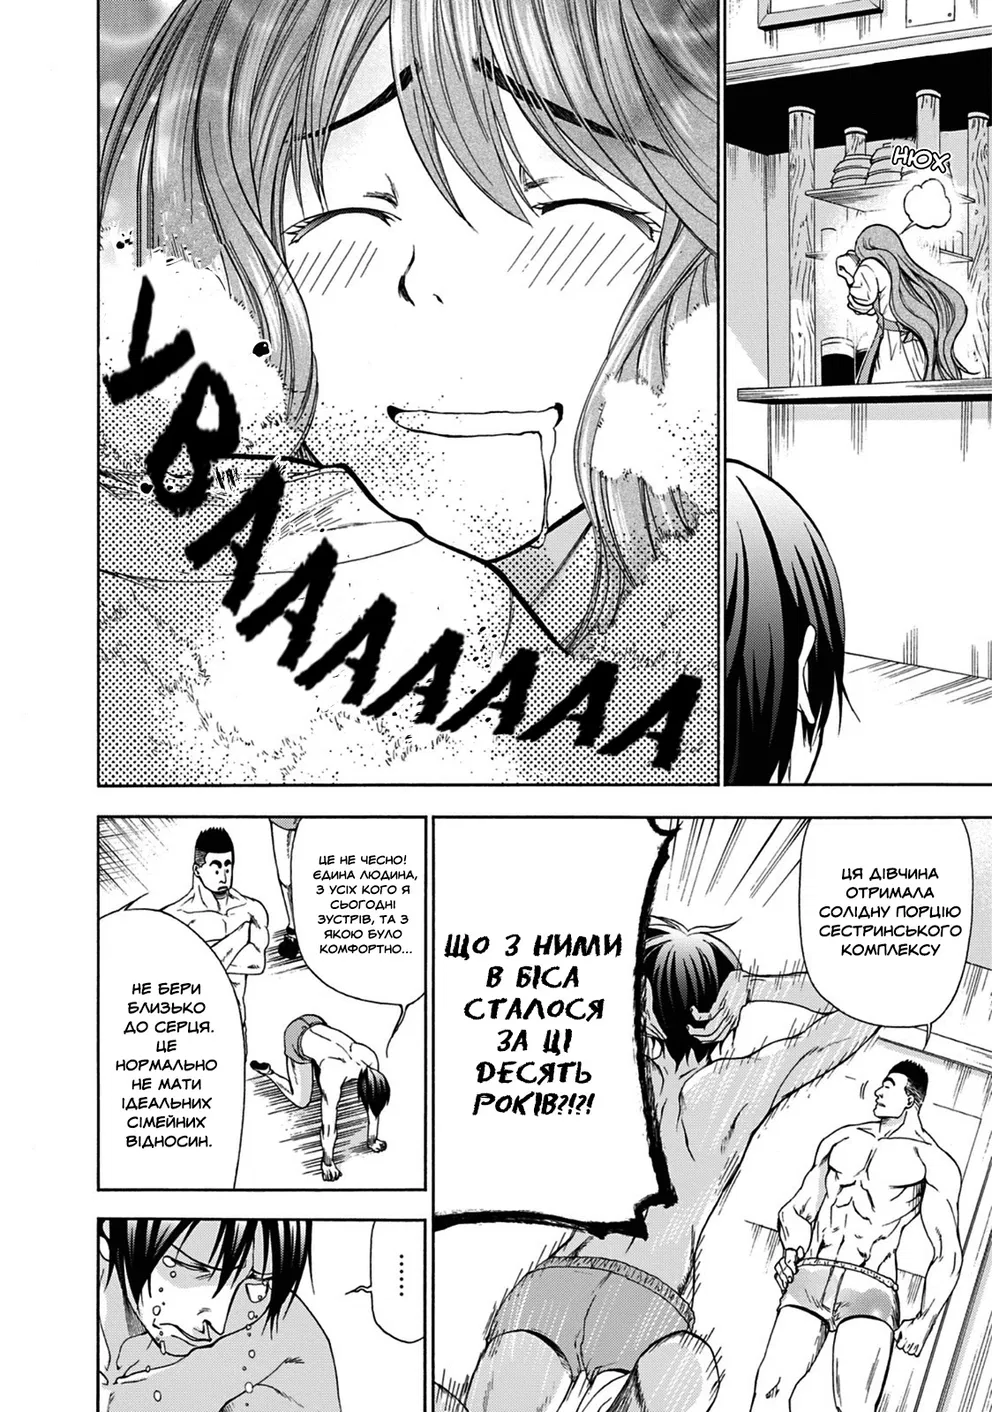 НЮХ
УВАААААААА
ЦЯ ДІВЧИНА
ОТРИМАЛА
СОЛІДНУ ПОРЦІЮ
СЕСТРИНСЬКОГО
КОМПЛЕКСУ
ЩО З НИМИ
В БІСА
СТАЛОСЯ
ЗА ЦІ
ДЕСЯТЬ
РОКІВ?!?!
ЦЕ НЕ ЧЕСНО!
ЄДИНА ЛЮДИНА,
З УСІХ КОГО Я
СЬОГОДНІ
ЗУСТРІВ, ТА З
ЯКОЮ БУЛО
КОМФОРТНО...
НЕ БЕРИ
БЛИЗЬКО
ДО СЕРЦЯ.
ЦЕ
НОРМАЛЬНО
НЕ МАТИ
ІДЕАЛЬНИХ
СІМЕЙНИХ
ВІДНОСИН.
......